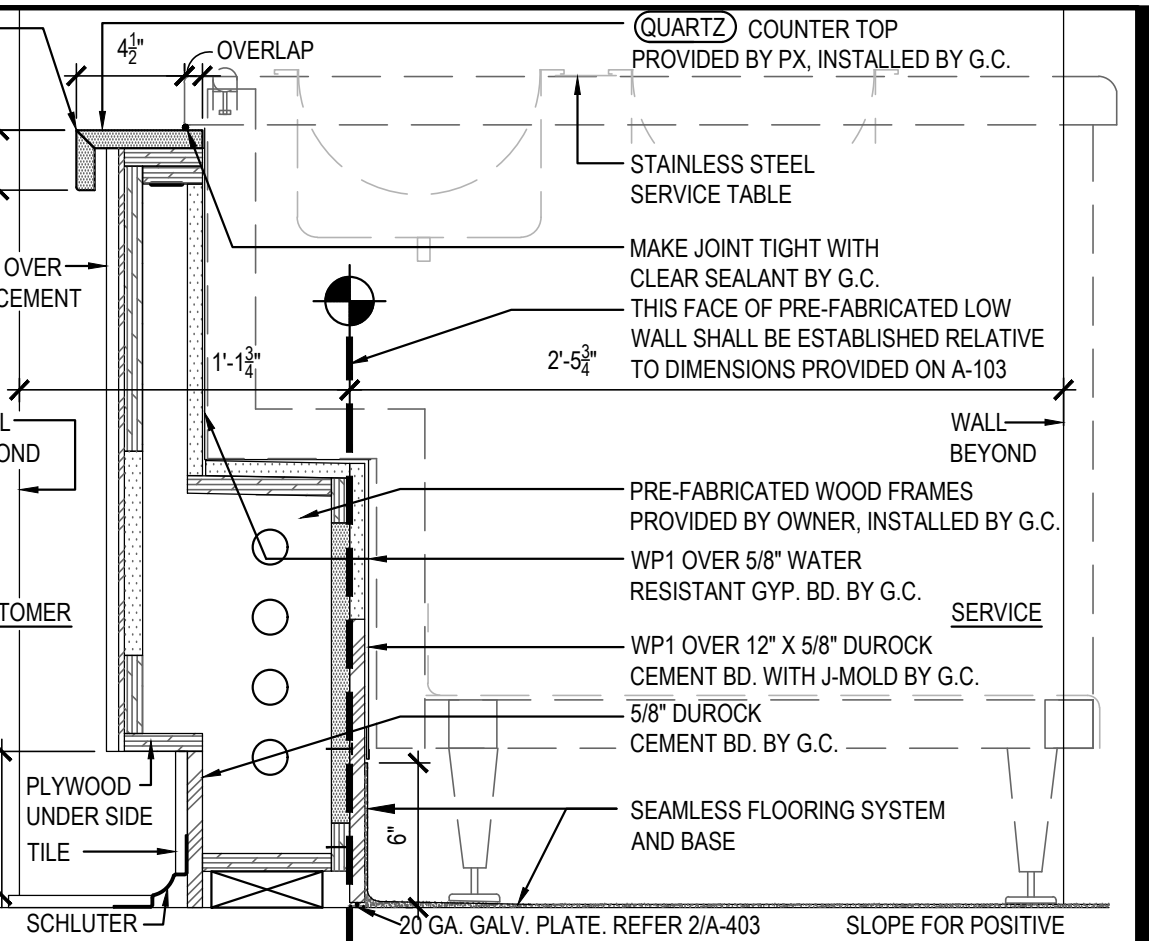 4½"
OVERLAP
QUARTZ COUNTER TOP
PROVIDED BY PX, INSTALLED BY G.C.
STAINLESS STEEL
SERVICE TABLE
MAKE JOINT TIGHT WITH
CLEAR SEALANT BY G.C.
OVER
CEMENT
THIS FACE OF PRE-FABRICATED LOW
WALL SHALL BE ESTABLISHED RELATIVE
TO DIMENSIONS PROVIDED ON A-103
1'-1¾"
2'-5¾"
L
OND
WALL
BEYOND
PRE-FABRICATED WOOD FRAMES
PROVIDED BY OWNER, INSTALLED BY G.C.
WP1 OVER 5/8" WATER
RESISTANT GYP. BD. BY G.C.
TOMER
SERVICE
WP1 OVER 12" X 5/8" DUROCK
CEMENT BD. WITH J-MOLD BY G.C.
5/8" DUROCK
CEMENT BD. BY G.C.
PLYWOOD
UNDER SIDE
TILE
6"
SEAMLESS FLOORING SYSTEM
AND BASE
SCHLUTER
20 GA. GALV. PLATE. REFER 2/A-403
SLOPE FOR POSITIVE